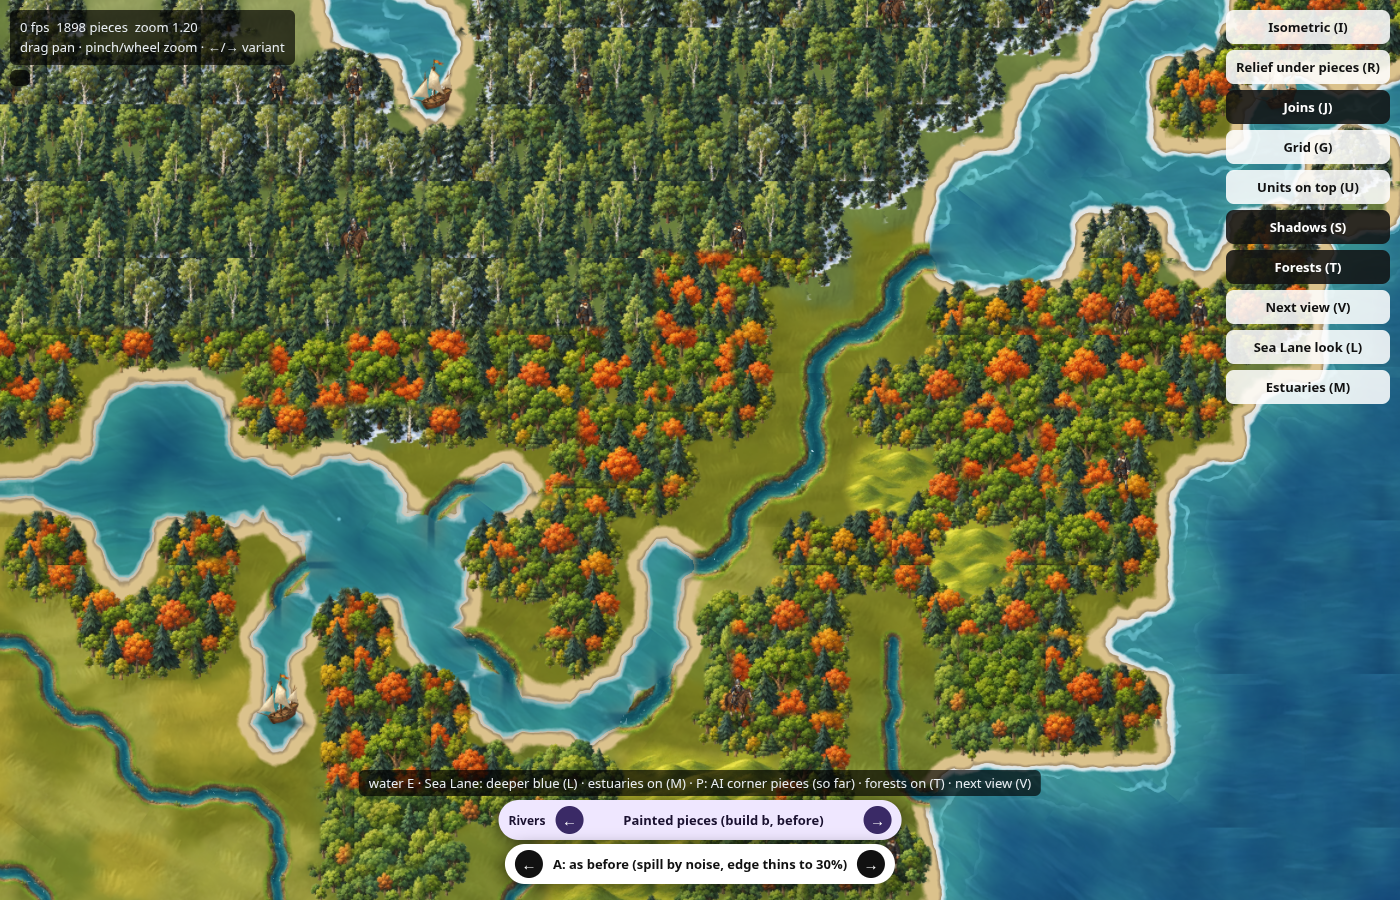 0 fps  1898 pieces  zoom 1.20
drag pan · pinch/wheel zoom · ←/→ variant
Isometric (I)
Relief under pieces (R)
Joins (J)
Grid (G)
Units on top (U)
Shadows (S)
Forests (T)
Next view (V)
Sea Lane look (L)
Estuaries (M)
water E · Sea Lane: deeper blue (L) · estuaries on (M) · P: AI corner pieces (so far) · forests on (T) · next view (V)
Rivers ← Painted pieces (build b, before) →
← A: as before (spill by noise, edge thins to 30%) →